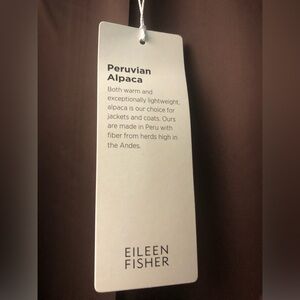 Peruvian
Alpaca
Both warm and
exceptionally lightweight,
alpaca is our choice for
jackets and coats. Ours
are made in Peru with
fiber from herds high in
the Andes.
EILEEN
FISHER